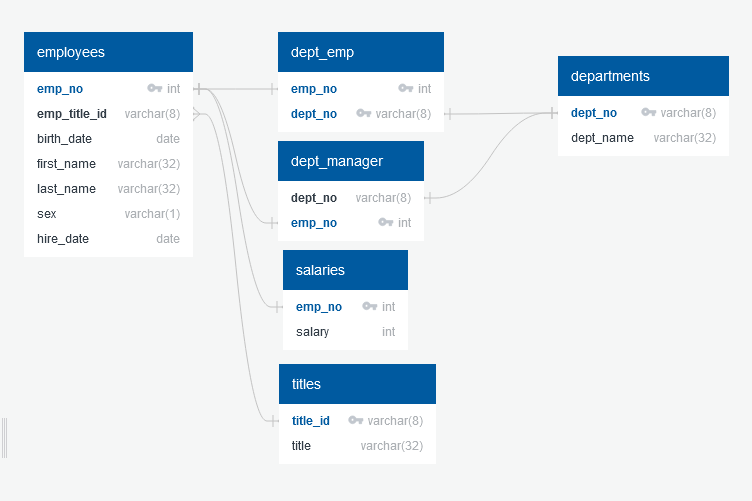 employees
emp_no int
emp_title_id varchar(8)
birth_date date
first_name varchar(32)
last_name varchar(32)
sex varchar(1)
hire_date date
dept_emp
emp_no int
dept_no varchar(8)
dept_manager
dept_no varchar(8)
emp_no int
salaries
emp_no int
salary int
titles
title_id varchar(8)
title varchar(32)
departments
dept_no varchar(8)
dept_name varchar(32)